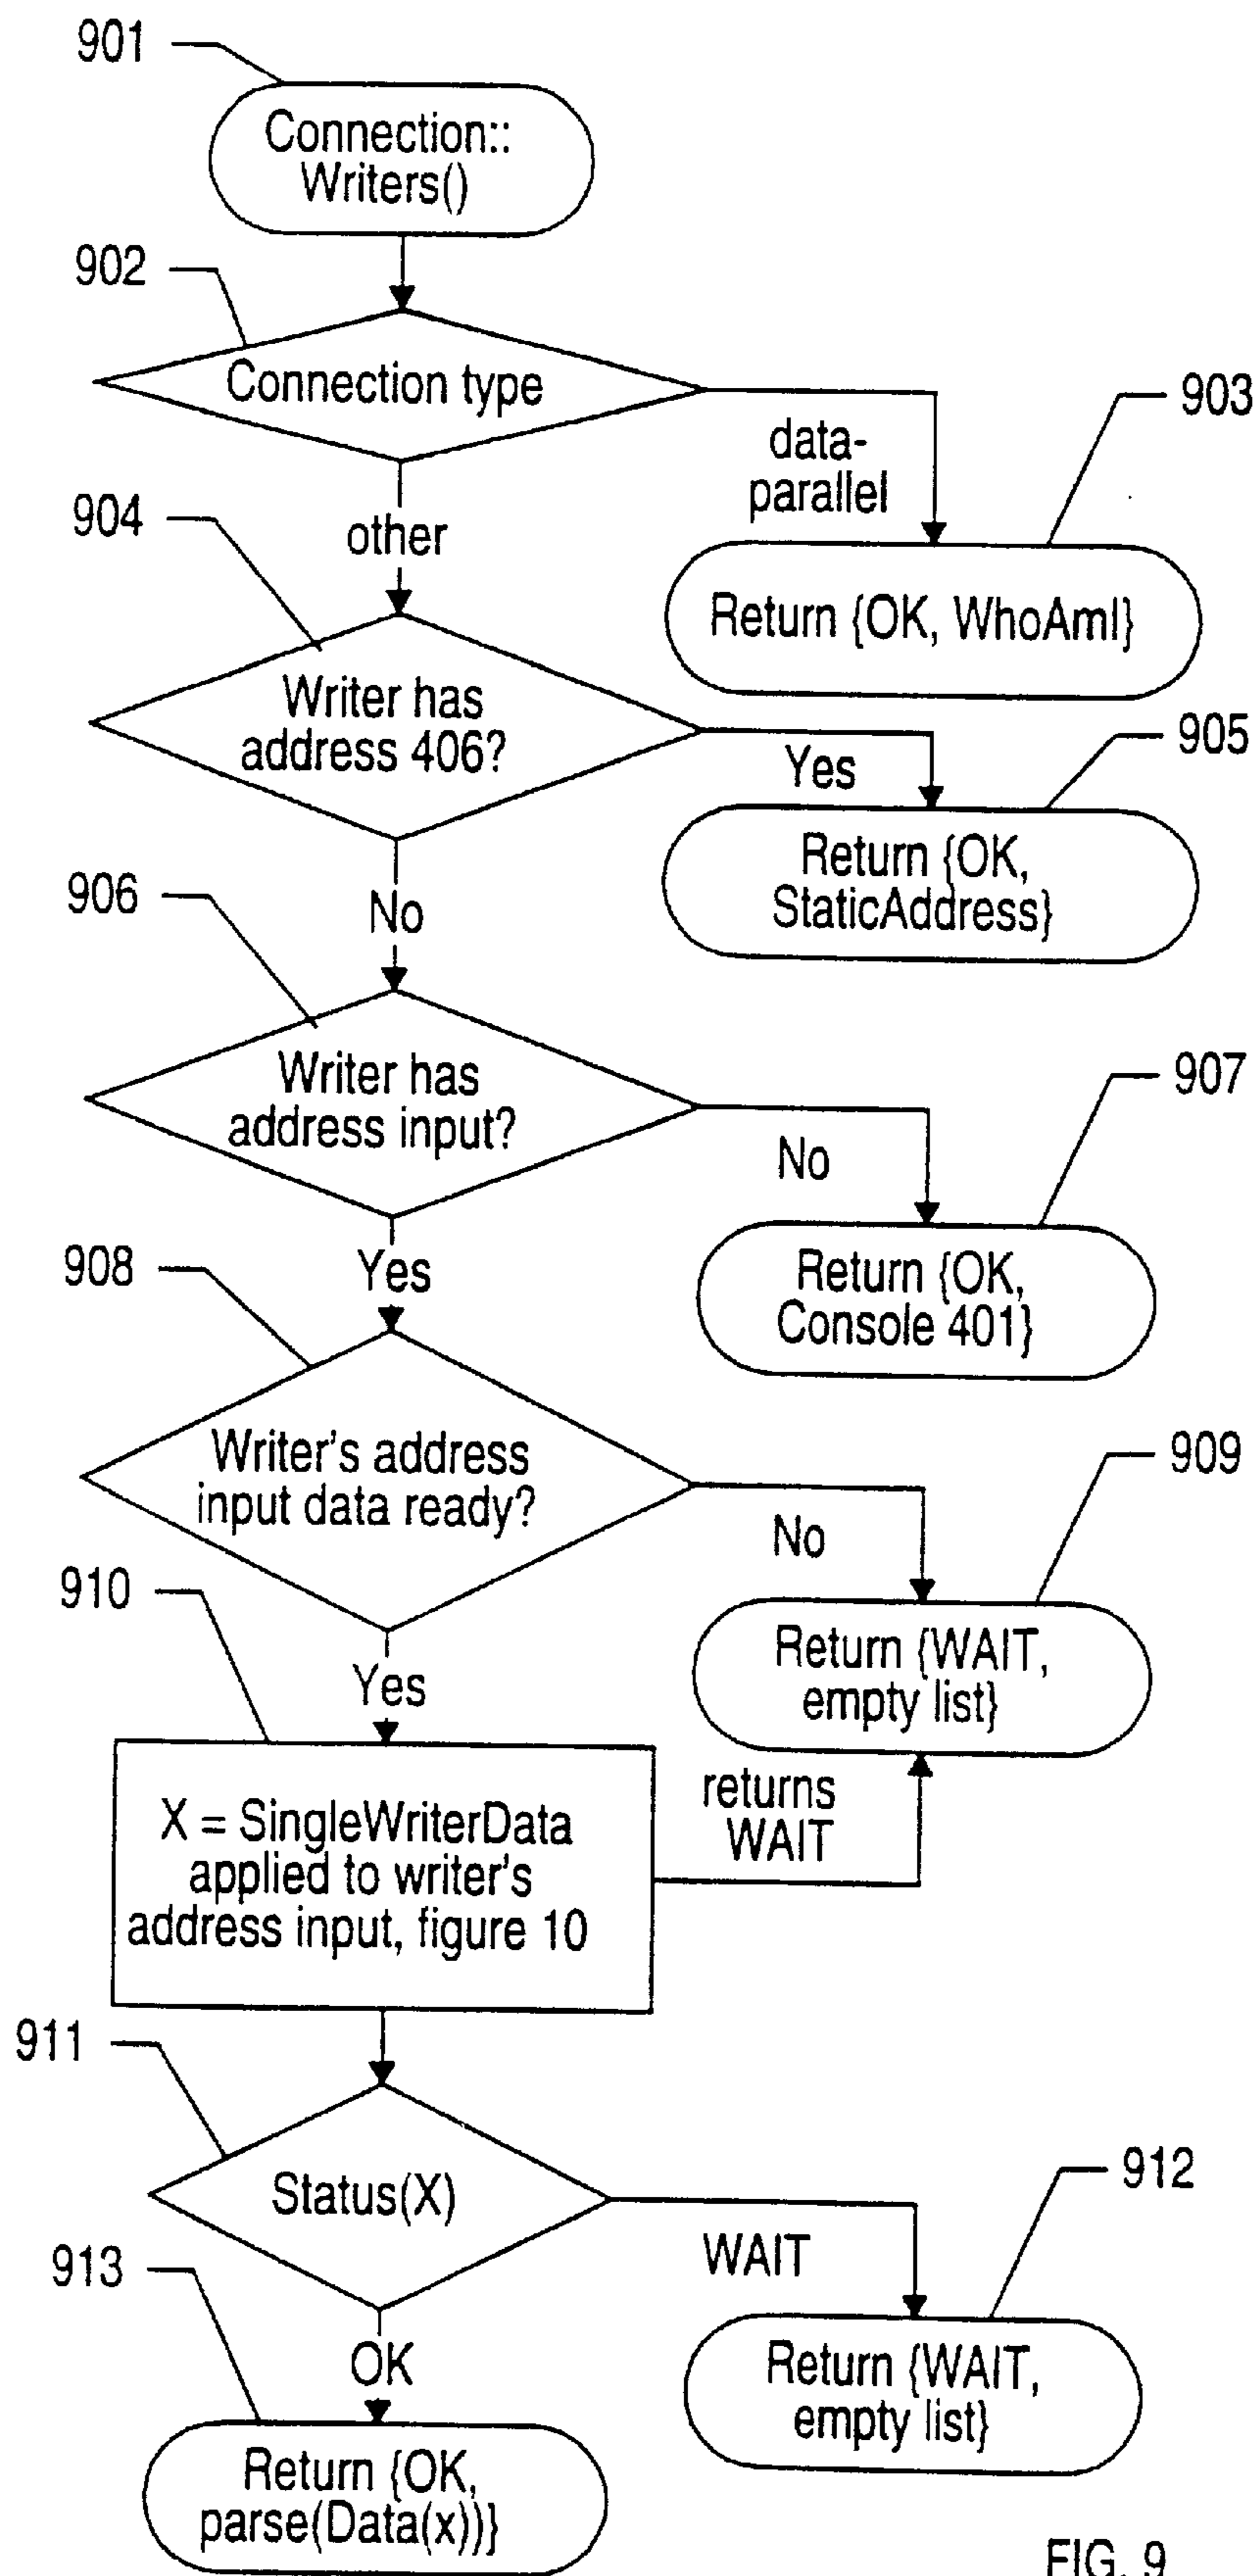 901
Connection::
Writers()
902
Connection type
903
data-
parallel
904
other
Return {OK, WhoAmI}
Writer has
address 406?
905
Yes
Return {OK,
StaticAddress}
906
No
Writer has
address input?
907
No
908
Yes
Return {OK,
Console 401}
Writer's address
input data ready?
909
No
910
Yes
Return {WAIT,
empty list}
returns
WAIT
X = SingleWriterData
applied to writer's
address input, figure 10
911
Status(X)
912
WAIT
913
OK
Return {WAIT,
empty list}
Return {OK,
parse(Data(x))}
FIG. 9